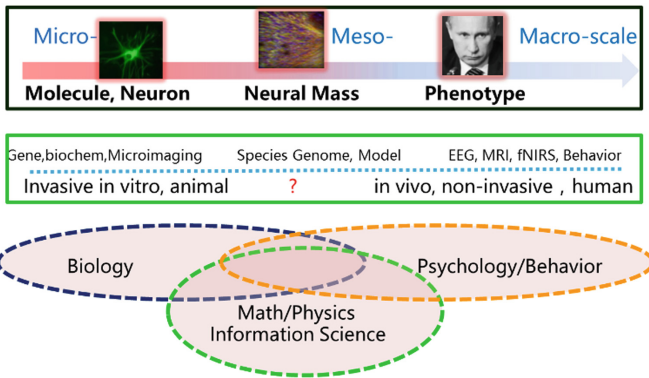 Micro- Meso- Macro-scale
Molecule, Neuron Neural Mass Phenotype
Gene,biochem,Microimaging Species Genome, Model EEG, MRI, fNIRS, Behavior
Invasive in vitro, animal ? in vivo, non-invasive , human
Biology Psychology/Behavior
Math/Physics
Information Science